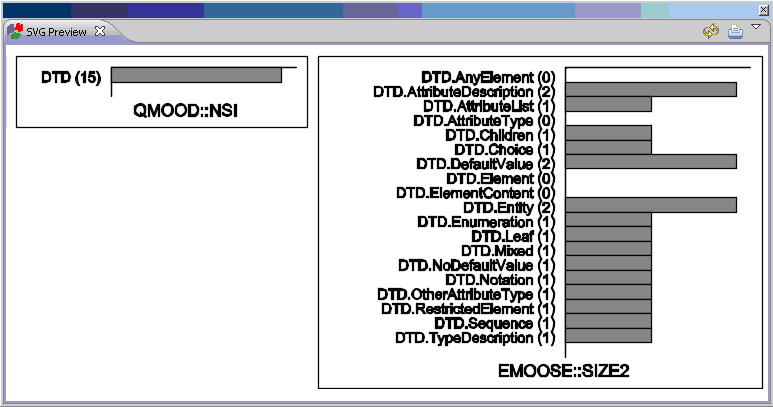 SVG Preview
DTD (15)
QMOOD::NSI
DTD.AnyElement (0)
DTD.AttributeDescription (2)
DTD.AttributeList (1)
DTD.AttributeType (0)
DTD.Children (1)
DTD.Choice (1)
DTD.DefaultValue (2)
DTD.Element (0)
DTD.ElementContent (0)
DTD.Entity (2)
DTD.Enumeration (1)
DTD.Leaf (1)
DTD.Mixed (1)
DTD.NoDefaultValue (1)
DTD.Notation (1)
DTD.OtherAttributeType (1)
DTD.RestrictedElement (1)
DTD.Sequence (1)
DTD.TypeDescription (1)
EMOOSE::SIZE2